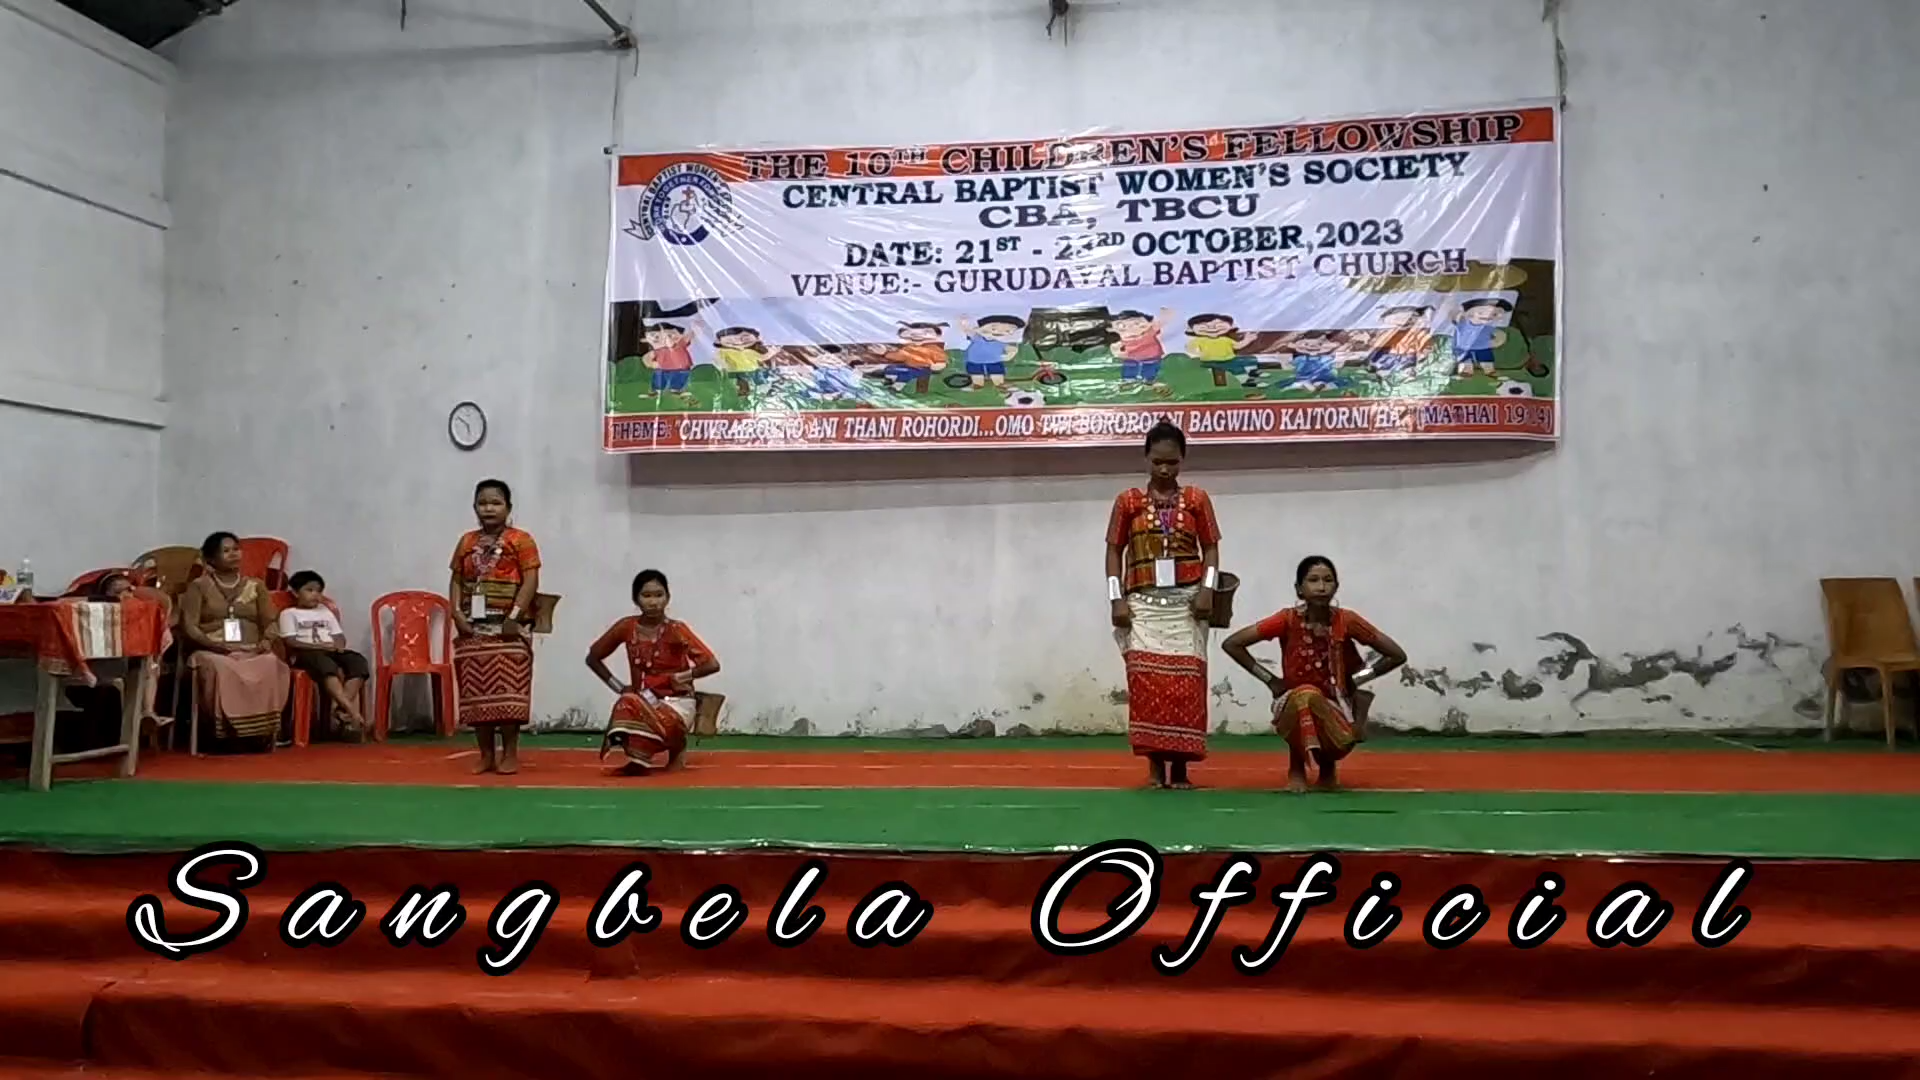 THE 10TH CHILDREN'S FELLOWSHIP
CENTRAL BAPTIST WOMEN'S SOCIETY
CBA, TBCU
DATE: 21ST - 23RD OCTOBER, 2023
VENUE:- GURUDAYAL BAPTIST CHURCH
THEME: "CHWRAIROKNO ANI THANI ROHORDI...OMO TWI BOROROKNI BAGWINO KAITORNI HA." (MATHAI 19:14)
Sangbela Official